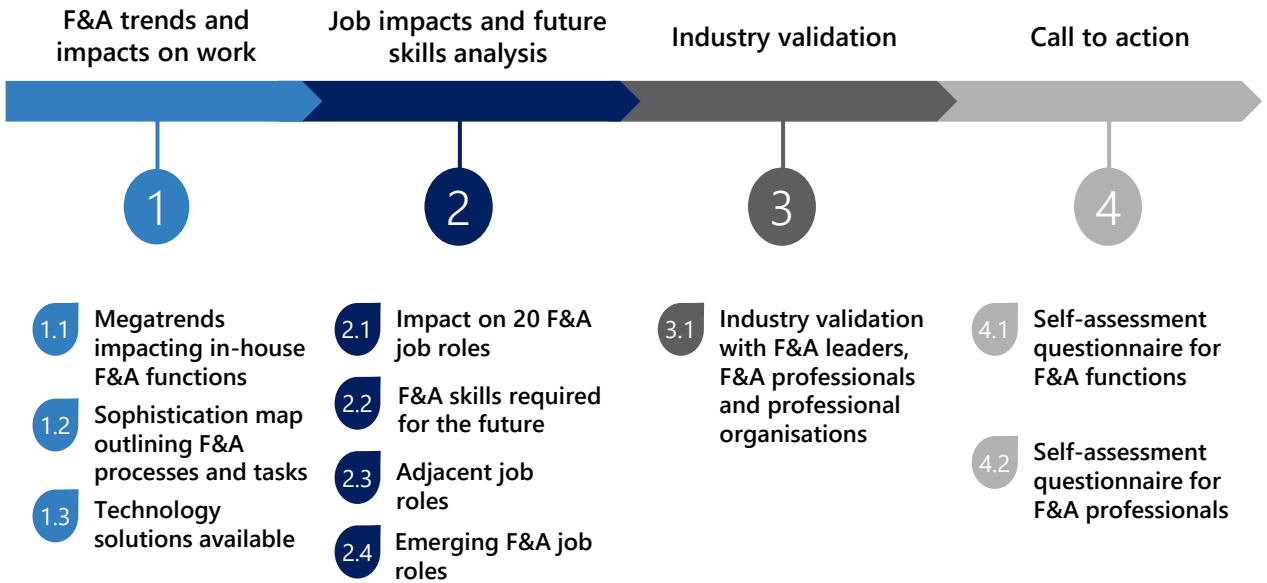 F&A trends and
impacts on work
Job impacts and future
skills analysis
Industry validation
Call to action
1
2
3
4
1.1
Megatrends
impacting in-house
F&A functions
1.2
Sophistication map
outlining F&A
processes and tasks
1.3
Technology
solutions available
2.1
Impact on 20 F&A
job roles
2.2
F&A skills required
for the future
2.3
Adjacent job
roles
2.4
Emerging F&A job
roles
3.1
Industry validation
with F&A leaders,
F&A professionals
and professional
organisations
4.1
Self-assessment
questionnaire for
F&A functions
4.2
Self-assessment
questionnaire for
F&A professionals